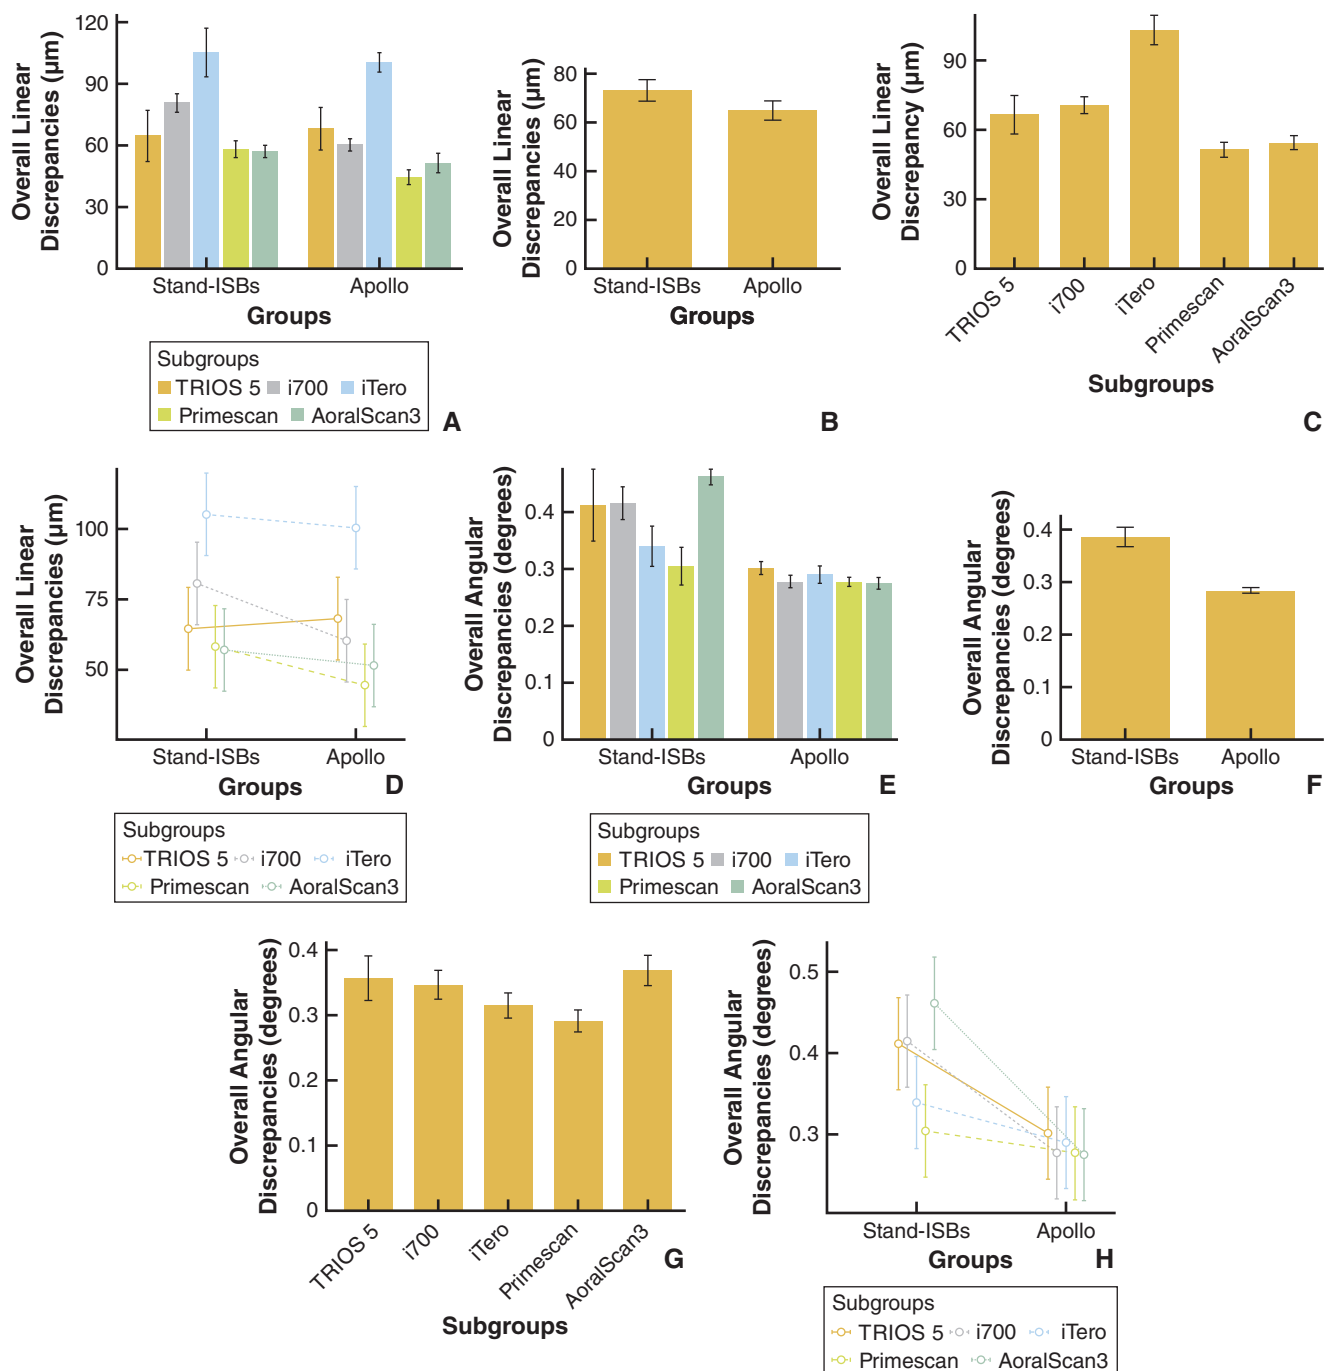 Overall Linear
Discrepancies (μm)
120
90
60
30
0
Stand-ISBs
Apollo
Groups
Subgroups
TRIOS 5
i700
iTero
Primescan
AoralScan3
A
Overall Linear
Discrepancies (μm)
80
60
40
20
0
Stand-ISBs
Apollo
Groups
B
Overall Linear
Discrepancy (μm)
90
60
30
0
TRIOS 5
i700
iTero
Primescan
AoralScan3
Subgroups
C
Overall Linear
Discrepancies (μm)
100
75
50
Stand-ISBs
Apollo
Groups
D
Subgroups
TRIOS 5
i700
iTero
Primescan
AoralScan3
Overall Angular
Discrepancies (degrees)
0.4
0.3
0.2
0.1
0
Stand-ISBs
Apollo
Groups
E
Subgroups
TRIOS 5
i700
iTero
Primescan
AoralScan3
Overall Angular
Discrepancies (degrees)
0.4
0.3
0.2
0.1
0
Stand-ISBs
Apollo
Groups
F
Overall Angular
Discrepancies (degrees)
0.4
0.3
0.2
0.1
0
TRIOS 5
i700
iTero
Primescan
AoralScan3
Subgroups
G
Overall Angular
Discrepancies (degrees)
0.5
0.4
0.3
Stand-ISBs
Apollo
Groups
H
Subgroups
TRIOS 5
i700
iTero
Primescan
AoralScan3